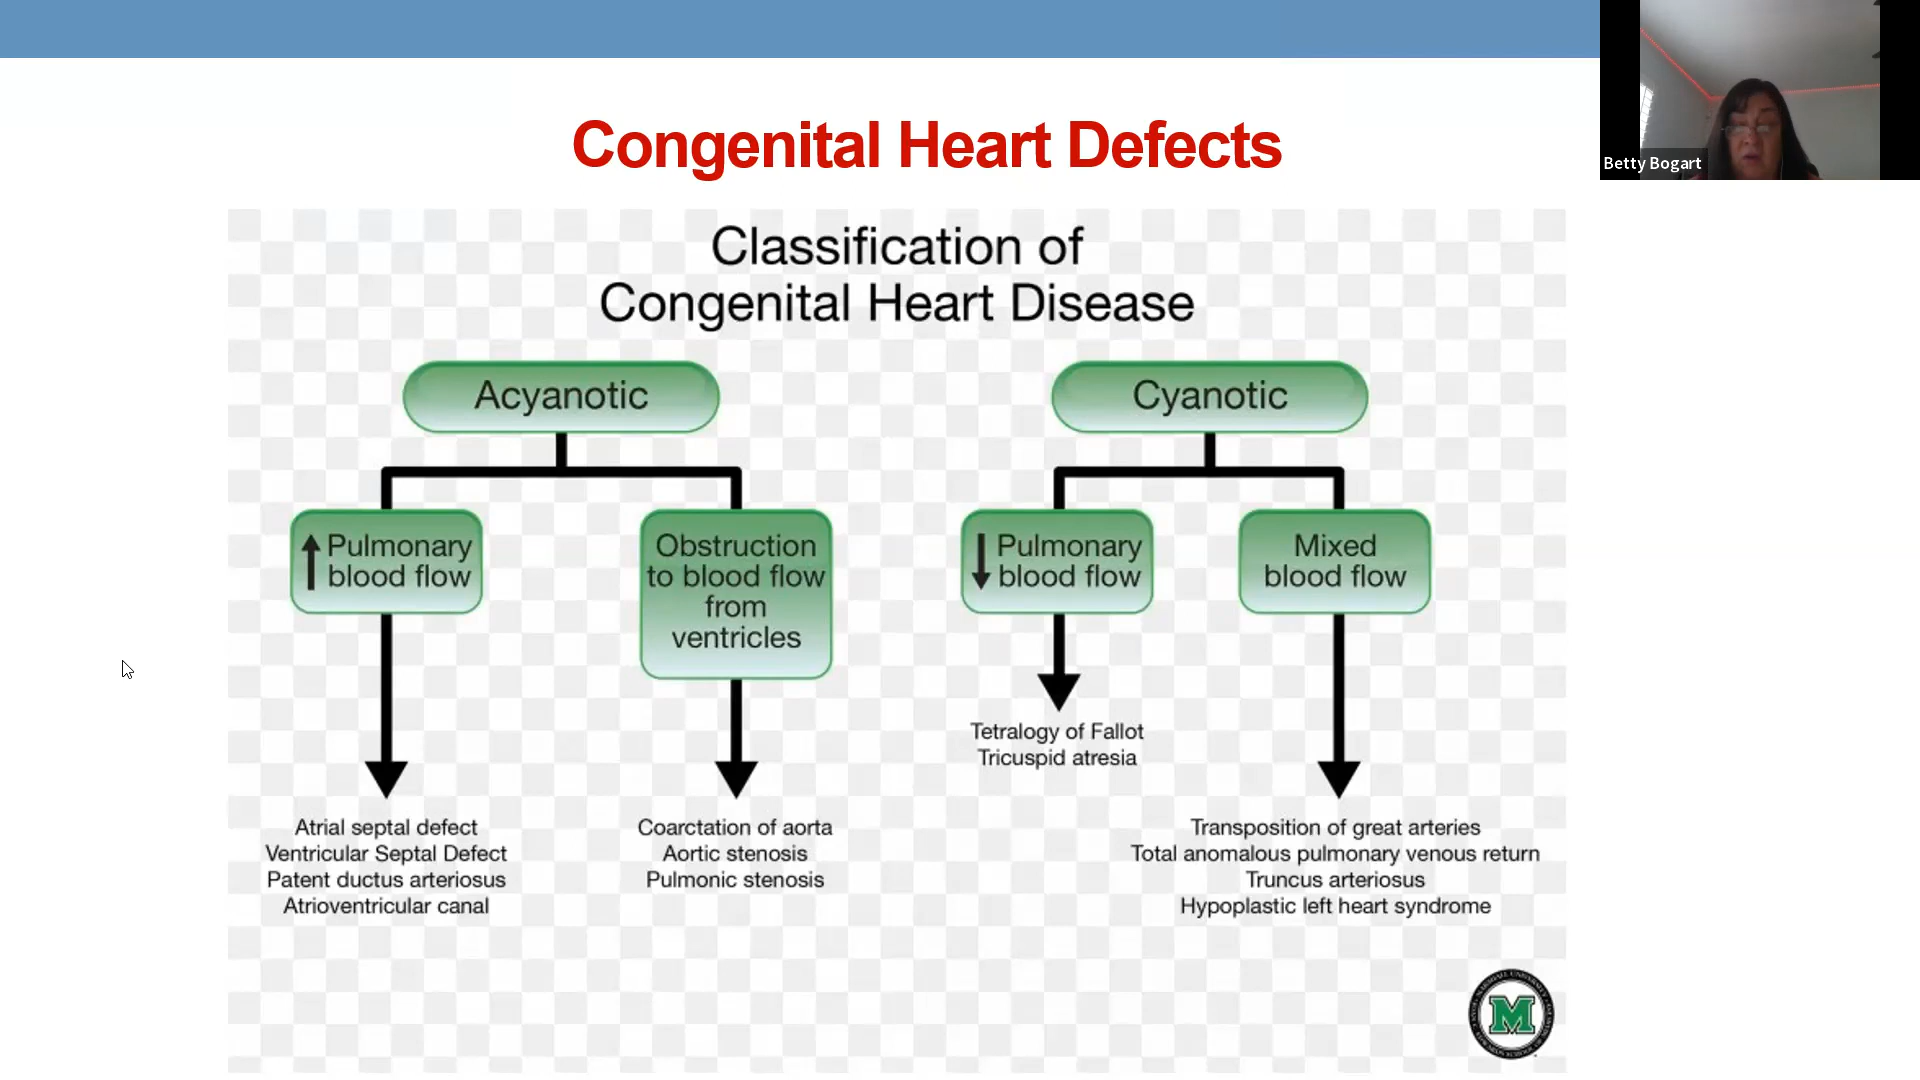 Congenital Heart Defects
Betty Bogart
Classification of
Congenital Heart Disease
Acyanotic
Cyanotic
Pulmonary
blood flow
Obstruction
to blood flow
from
ventricles
Pulmonary
blood flow
Mixed
blood flow
Tetralogy of Fallot
Tricuspid atresia
Atrial septal defect
Ventricular Septal Defect
Patent ductus arteriosus
Atrioventricular canal
Coarctation of aorta
Aortic stenosis
Pulmonic stenosis
Transposition of great arteries
Total anomalous pulmonary venous return
Truncus arteriosus
Hypoplastic left heart syndrome
M